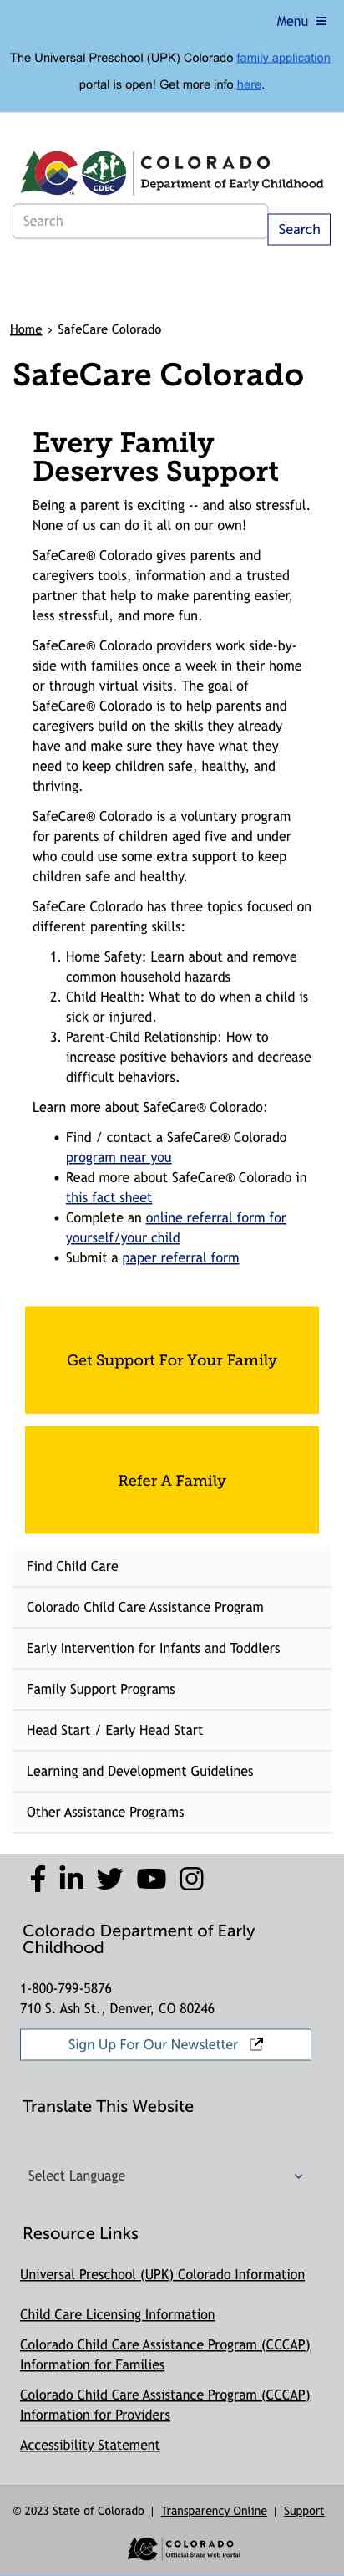 Menu
The Universal Preschool (UPK) Colorado family application
portal is open! Get more info here.
CDEC
COLORADO
Department of Early Childhood
Search
Search
Home › SafeCare Colorado
SafeCare Colorado
Every Family
Deserves Support
Being a parent is exciting -- and also stressful.
None of us can do it all on our own!
SafeCare® Colorado gives parents and
caregivers tools, information and a trusted
partner that help to make parenting easier,
less stressful, and more fun.
SafeCare® Colorado providers work side-by-
side with families once a week in their home
or through virtual visits. The goal of
SafeCare® Colorado is to help parents and
caregivers build on the skills they already
have and make sure they have what they
need to keep children safe, healthy, and
thriving.
SafeCare® Colorado is a voluntary program
for parents of children aged five and under
who could use some extra support to keep
children safe and healthy.
SafeCare Colorado has three topics focused on
different parenting skills:
1. Home Safety: Learn about and remove
common household hazards
2. Child Health: What to do when a child is
sick or injured.
3. Parent-Child Relationship: How to
increase positive behaviors and decrease
difficult behaviors.
Learn more about SafeCare® Colorado:
• Find / contact a SafeCare® Colorado
program near you
• Read more about SafeCare® Colorado in
this fact sheet
• Complete an online referral form for
yourself/your child
• Submit a paper referral form
Get Support For Your Family
Refer A Family
Find Child Care
Colorado Child Care Assistance Program
Early Intervention for Infants and Toddlers
Family Support Programs
Head Start / Early Head Start
Learning and Development Guidelines
Other Assistance Programs
Colorado Department of Early
Childhood
1-800-799-5876
710 S. Ash St., Denver, CO 80246
Sign Up For Our Newsletter
Translate This Website
Select Language
Resource Links
Universal Preschool (UPK) Colorado Information
Child Care Licensing Information
Colorado Child Care Assistance Program (CCCAP)
Information for Families
Colorado Child Care Assistance Program (CCCAP)
Information for Providers
Accessibility Statement
© 2023 State of Colorado | Transparency Online | Support
COLORADO
Official State Web Portal